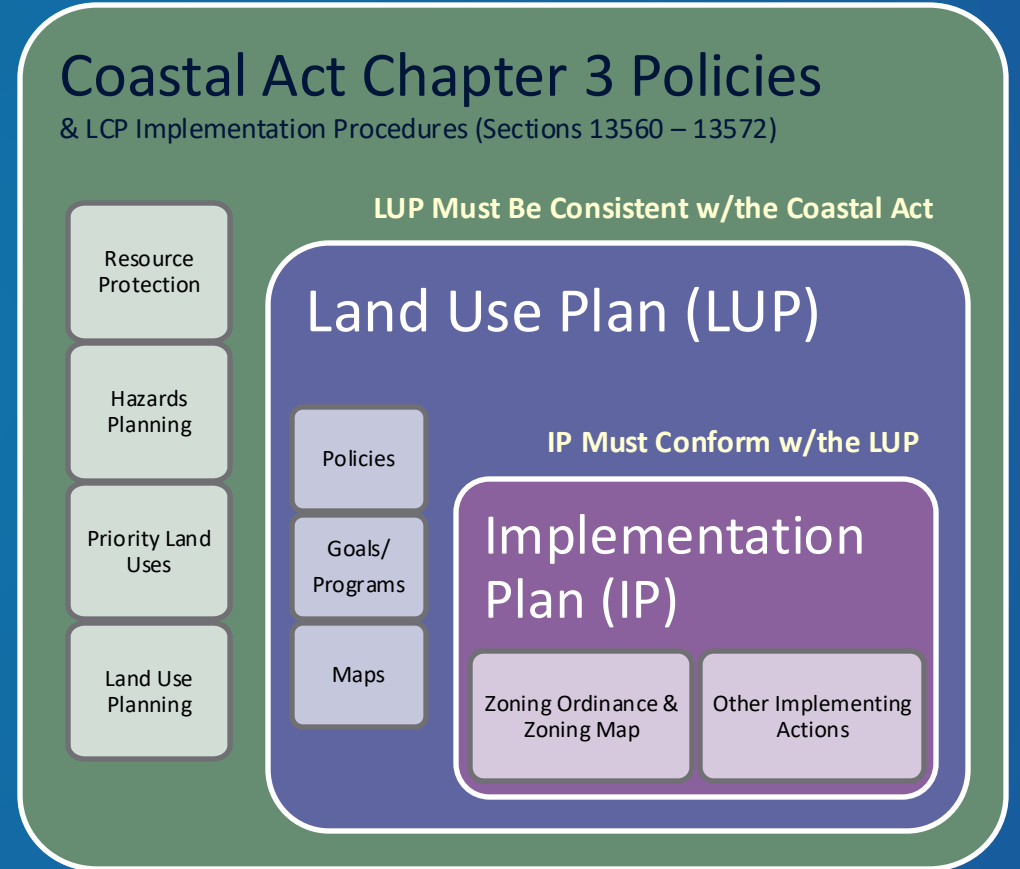 Coastal Act Chapter 3 Policies
& LCP Implementation Procedures (Sections 13560 – 13572)
LUP Must Be Consistent w/the Coastal Act
Resource
Protection
Hazards
Planning
Priority Land
Uses
Land Use
Planning
Land Use Plan (LUP)
Policies
Goals/
Programs
Maps
IP Must Conform w/the LUP
Implementation
Plan (IP)
Zoning Ordinance &
Zoning Map
Other Implementing
Actions